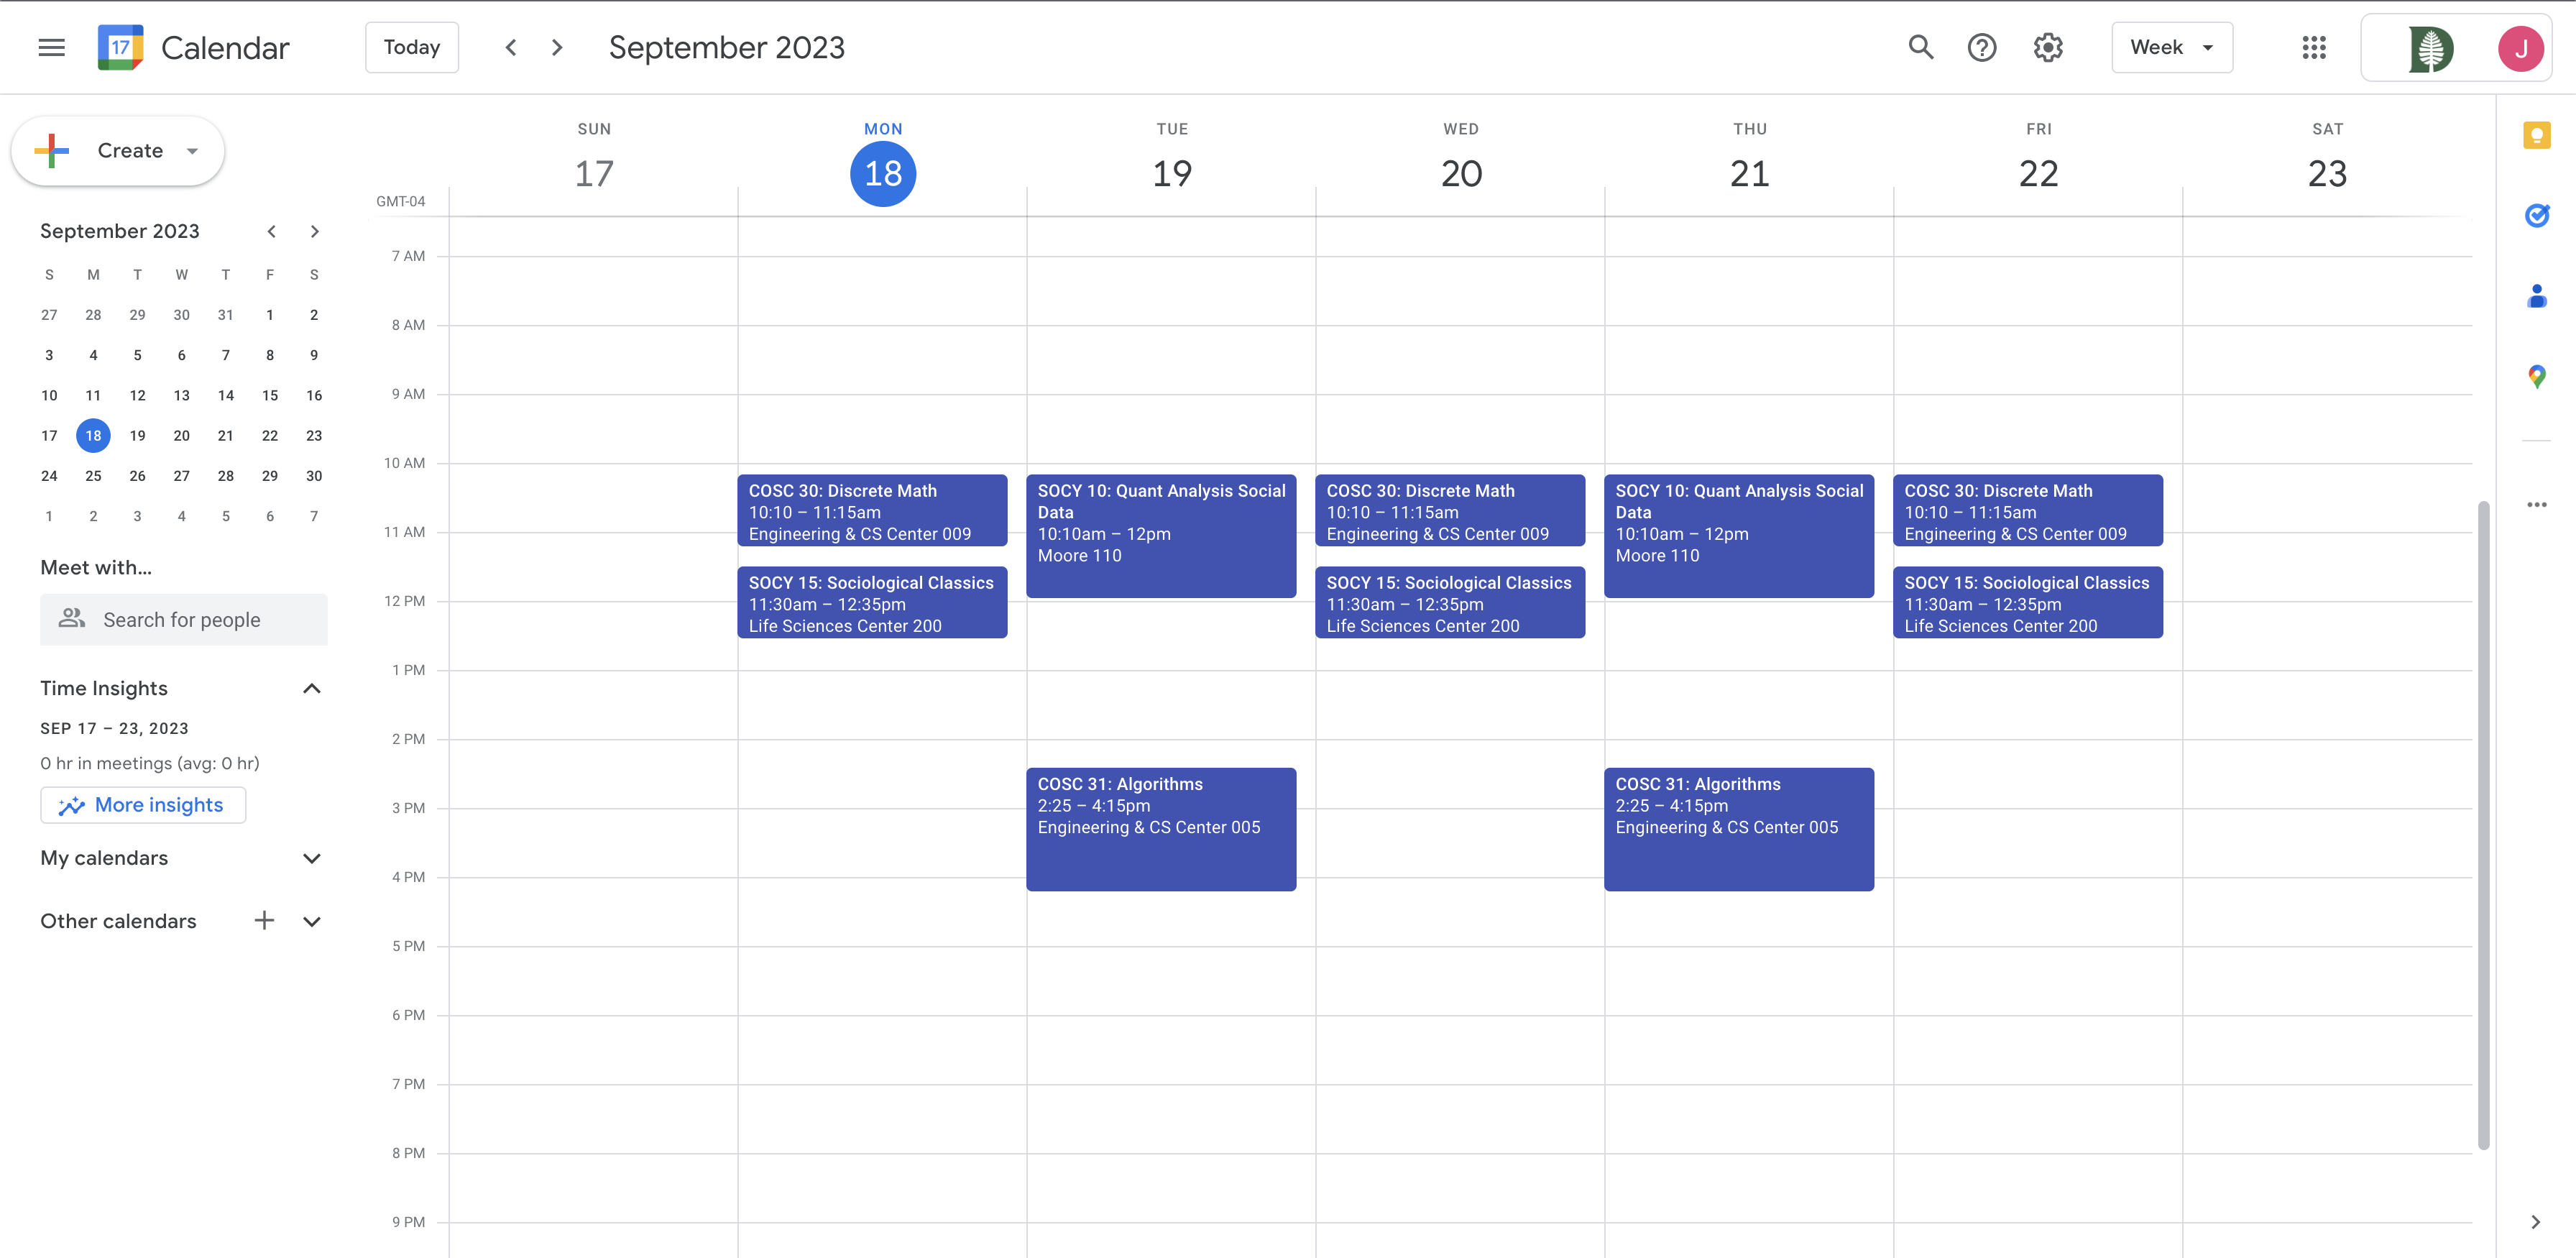 17 Calendar Today September 2023 Week J
Create
September 2023
S M T W T F S
27 28 29 30 31 1 2
3 4 5 6 7 8 9
10 11 12 13 14 15 16
17 18 19 20 21 22 23
24 25 26 27 28 29 30
1 2 3 4 5 6 7
Meet with...
Search for people
Time Insights
SEP 17 – 23, 2023
0 hr in meetings (avg: 0 hr)
More insights
My calendars
Other calendars
SUN MON TUE WED THU FRI SAT
17 18 19 20 21 22 23
GMT-04
7 AM
8 AM
9 AM
10 AM
11 AM
12 PM
1 PM
2 PM
3 PM
4 PM
5 PM
6 PM
7 PM
8 PM
9 PM
COSC 30: Discrete Math
10:10 – 11:15am
Engineering & CS Center 009
SOCY 15: Sociological Classics
11:30am – 12:35pm
Life Sciences Center 200
SOCY 10: Quant Analysis Social
Data
10:10am – 12pm
Moore 110
COSC 31: Algorithms
2:25 – 4:15pm
Engineering & CS Center 005
COSC 30: Discrete Math
10:10 – 11:15am
Engineering & CS Center 009
SOCY 15: Sociological Classics
11:30am – 12:35pm
Life Sciences Center 200
SOCY 10: Quant Analysis Social
Data
10:10am – 12pm
Moore 110
COSC 31: Algorithms
2:25 – 4:15pm
Engineering & CS Center 005
COSC 30: Discrete Math
10:10 – 11:15am
Engineering & CS Center 009
SOCY 15: Sociological Classics
11:30am – 12:35pm
Life Sciences Center 200